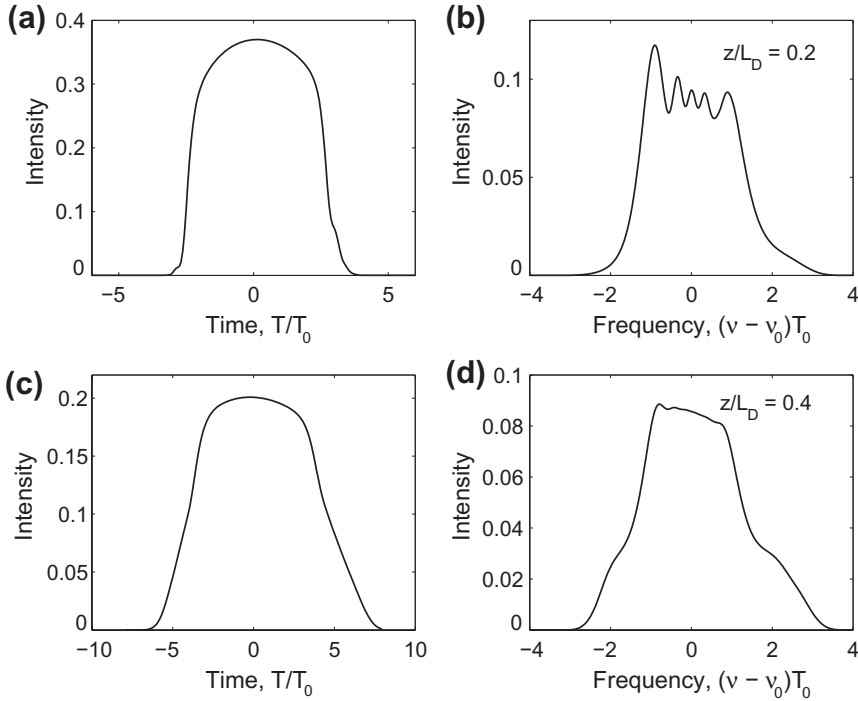 (a)
0.4
0.3
0.2
0.1
0
Intensity
−5
0
5
Time, T/T0
(b)
z/LD = 0.2
0.1
0.05
0
Intensity
−4
−2
0
2
4
Frequency, (ν − ν0)T0
(c)
0.2
0.15
0.1
0.05
0
Intensity
−10
−5
0
5
10
Time, T/T0
(d)
z/LD = 0.4
0.1
0.08
0.06
0.04
0.02
0
Intensity
−4
−2
0
2
4
Frequency, (ν − ν0)T0